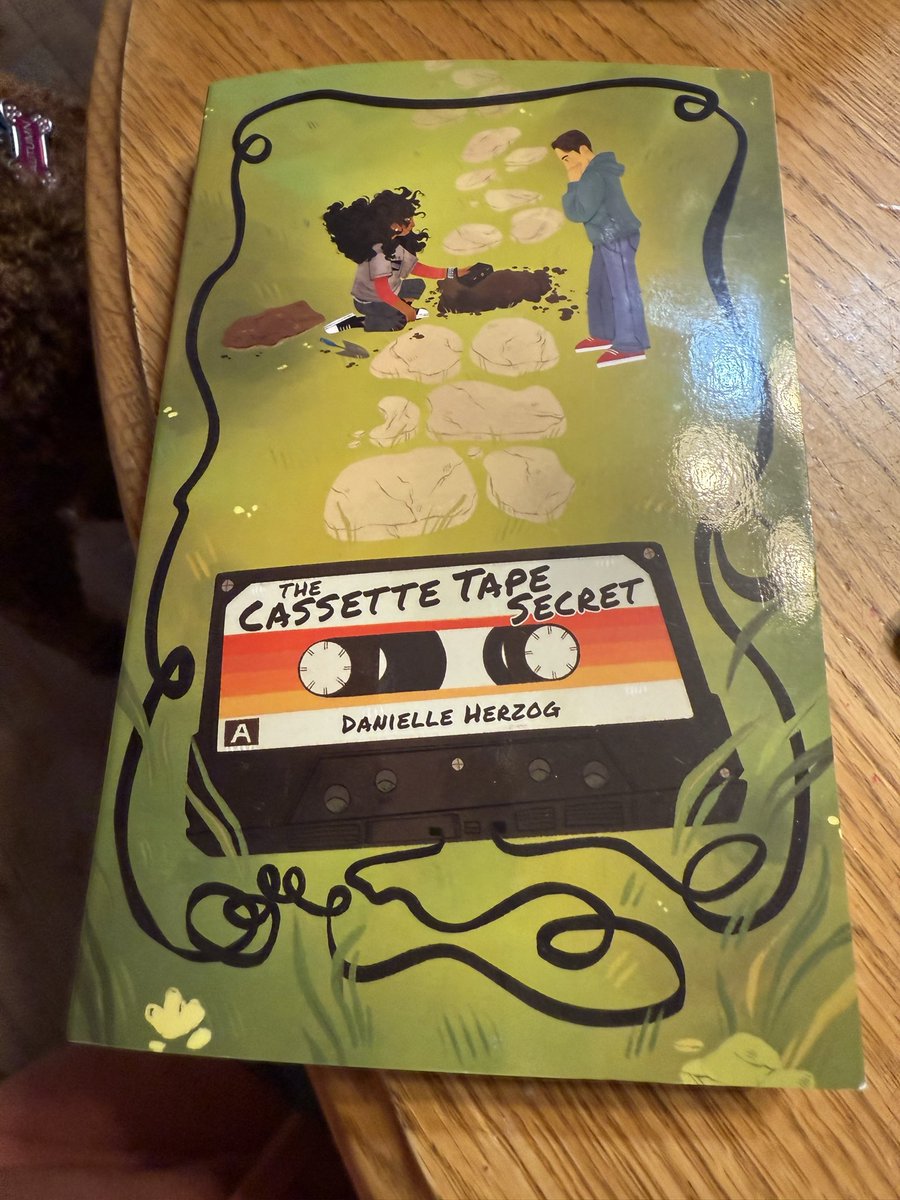 THE
CASSETTE TAPE
SECRET
A
DANIELLE HERZOG